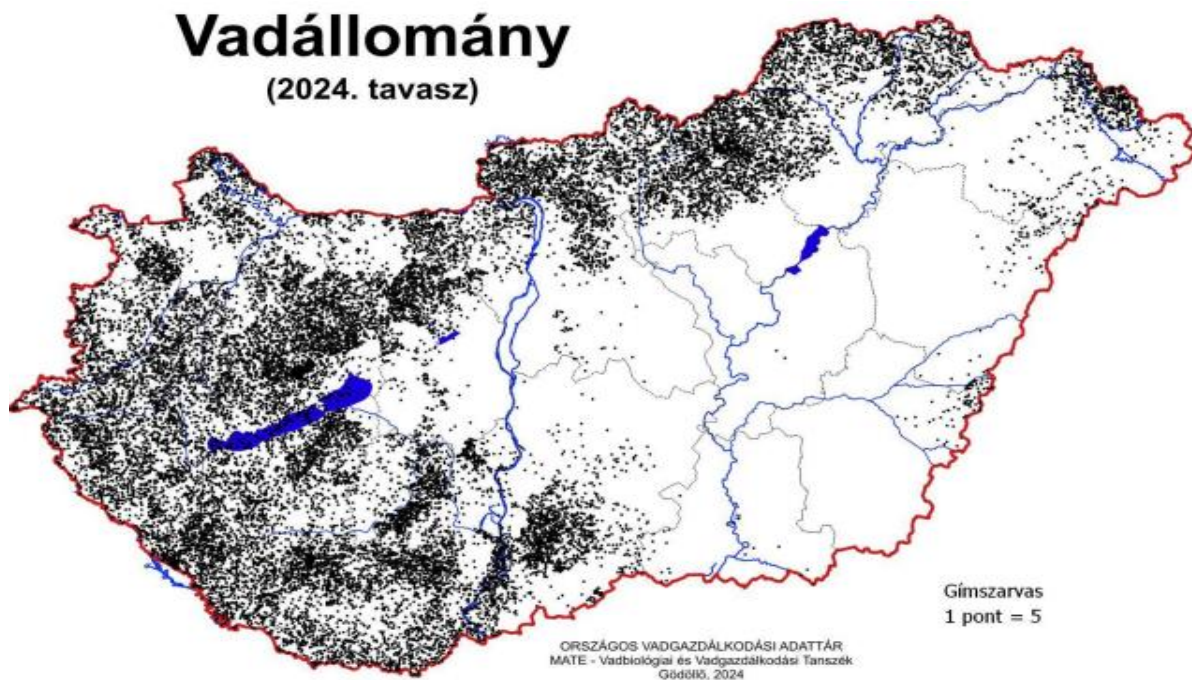 Vadállomány
(2024. tavasz)
Gímszarvas
1 pont = 5
ORSZÁGOS VADGAZDÁLKODÁSI ADATTÁR
MATE - Vadbiológiai és Vadgazdálkodási Tanszék
Gödöllő, 2024